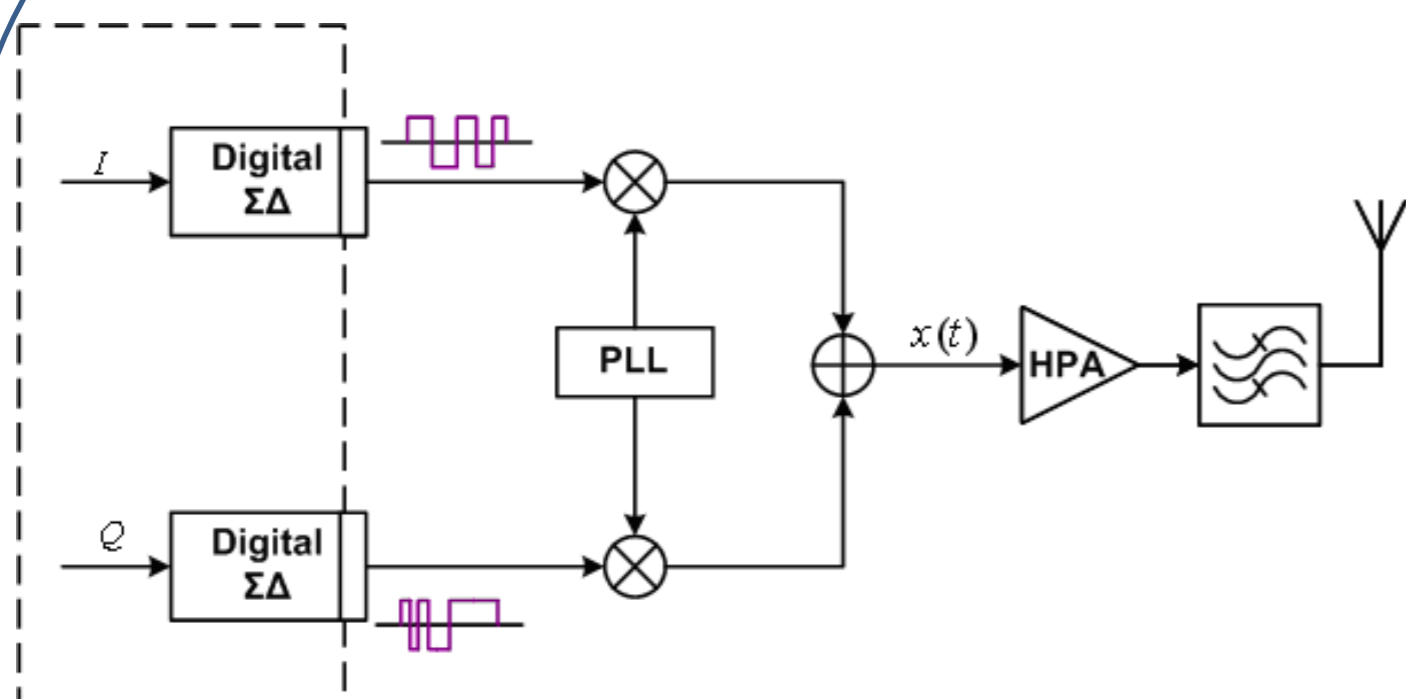 I
Digital
ΣΔ
PLL
x(t)
HPA
Q
Digital
ΣΔ